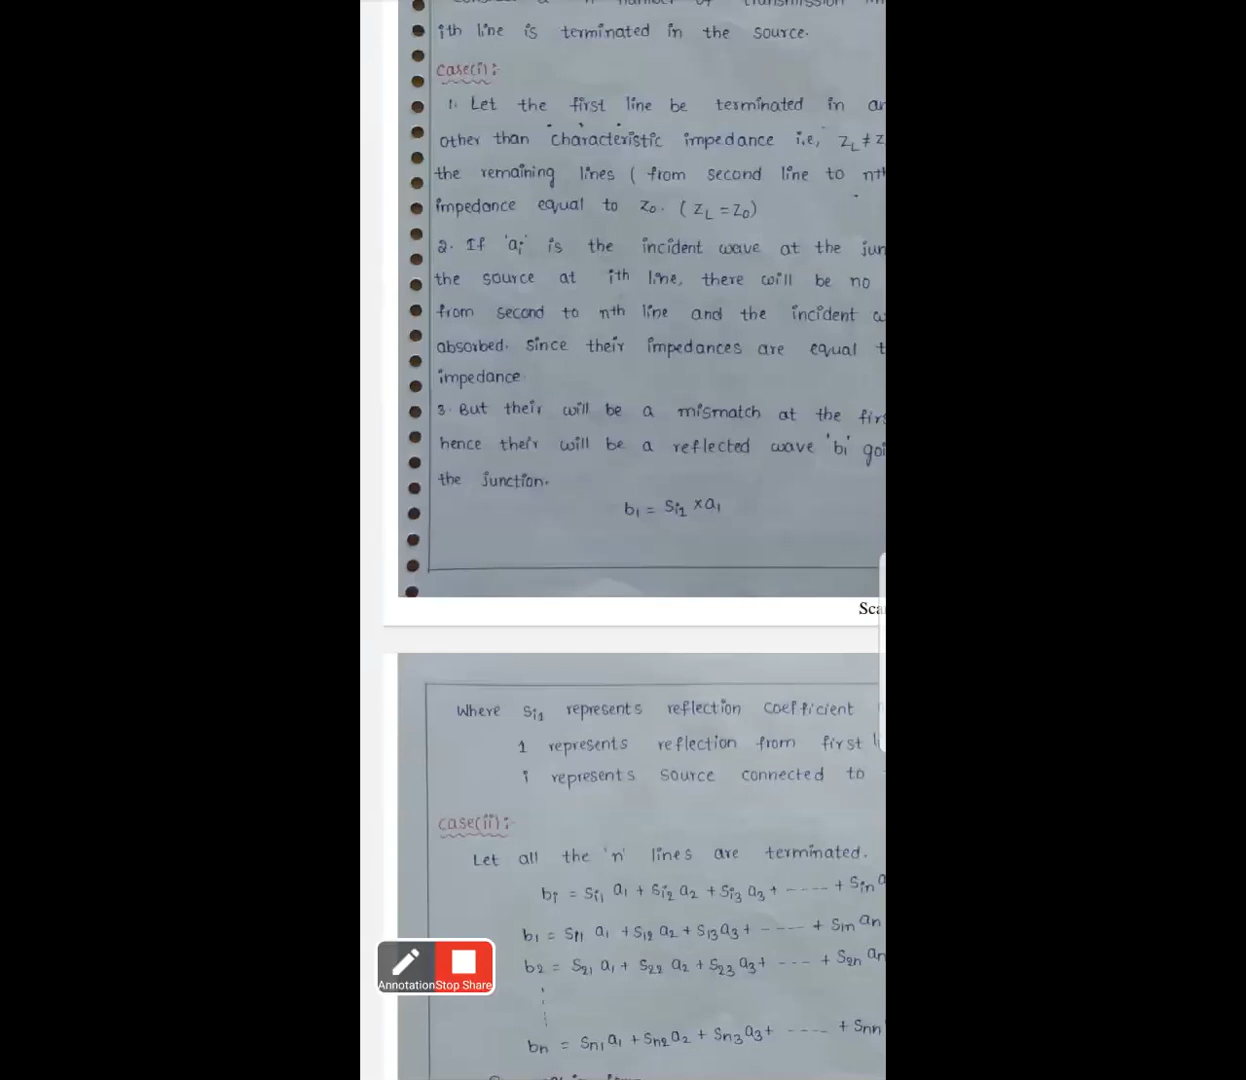 ith line is terminated in the source.
case(i):
1. Let the first line be terminated in
other than characteristic impedance i.e, ZL ≠ Z
the remaining lines ( from second line to nth
impedance equal to Zo. ( ZL = Zo)
2. If 'ai' is the incident wave at the jun
the source at ith line, there will be no
from second to nth line and the incident
absorbed. since their impedances are equal t
impedance
3. But their will be a mismatch at the firs
hence their will be a reflected wave 'bi' goi
the junction.
b1 = Si1 × a1
Sca
Where Si1 represents reflection coefficient
1 represents reflection from first l
i represents source connected to
case(ii):
Let all the 'n' lines are terminated.
bi = Si1 a1 + Si2 a2 + Si3 a3 + ---- + Sin a
b1 = S11 a1 + S12 a2 + S13 a3 + ---- + S1n an
b2 = S21 a1 + S22 a2 + S23 a3 + --- + S2n an
bn = Sn1 a1 + Sn2 a2 + Sn3 a3 + ---- + Snn
Annotation Stop Share